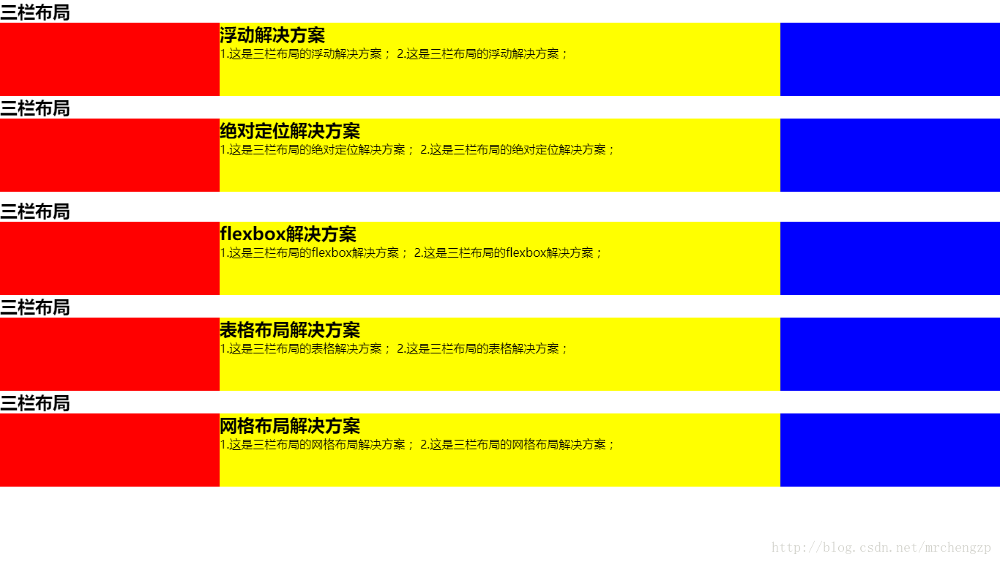 三栏布局
浮动解决方案
1.这是三栏布局的浮动解决方案； 2.这是三栏布局的浮动解决方案；
三栏布局
绝对定位解决方案
1.这是三栏布局的绝对定位解决方案； 2.这是三栏布局的绝对定位解决方案；
三栏布局
flexbox解决方案
1.这是三栏布局的flexbox解决方案； 2.这是三栏布局的flexbox解决方案；
三栏布局
表格布局解决方案
1.这是三栏布局的表格解决方案； 2.这是三栏布局的表格解决方案；
三栏布局
网格布局解决方案
1.这是三栏布局的网格布局解决方案； 2.这是三栏布局的网格布局解决方案；
http://blog.csdn.net/mrchengzp